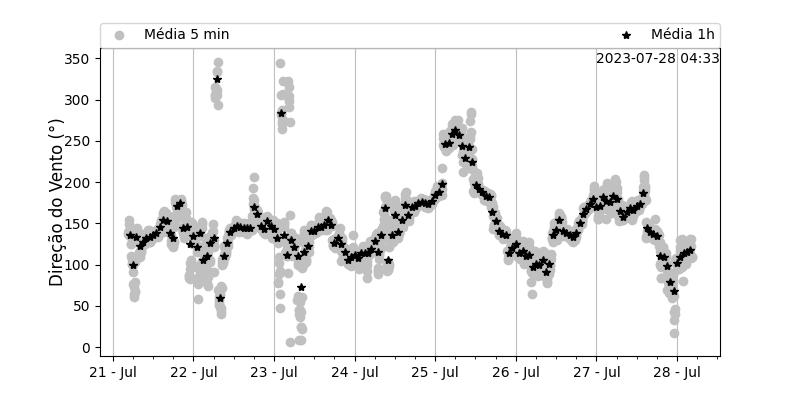 Média 5 min
Média 1h
2023-07-28 04:33
Direção do Vento (°)
350
300
250
200
150
100
50
0
21 - Jul
22 - Jul
23 - Jul
24 - Jul
25 - Jul
26 - Jul
27 - Jul
28 - Jul